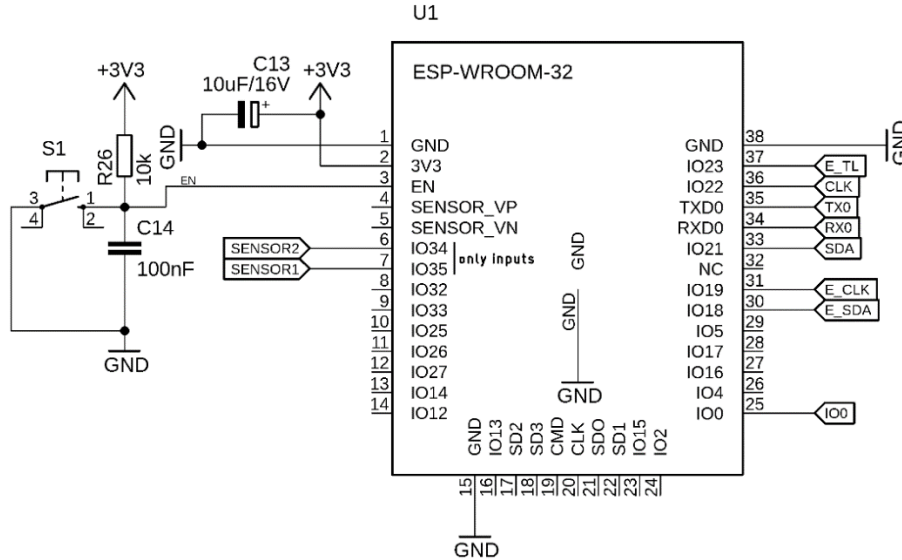 U1
ESP-WROOM-32
C13
10uF/16V
+
+3V3
+3V3
GND
R26
10k
S1
3
4
1
2
EN
C14
100nF
GND
SENSOR2
SENSOR1
1 GND
2 3V3
3 EN
4 SENSOR_VP
5 SENSOR_VN
6 IO34
7 IO35
only inputs
8 IO32
9 IO33
10 IO25
11 IO26
12 IO27
13 IO14
14 IO12
GND
GND
GND
GND 38
IO23 37 E_TL
IO22 36 CLK
TXD0 35 TX0
RXD0 34 RX0
IO21 33 SDA
NC 32
IO19 31 E_CLK
IO18 30 E_SDA
IO5 29
IO17 28
IO16 27
IO4 26
IO0 25 IO0
GND
GND 15
IO13 16
SD2 17
SD3 18
CMD 19
CLK 20
SDO 21
SD1 22
IO15 23
IO2 24
GND